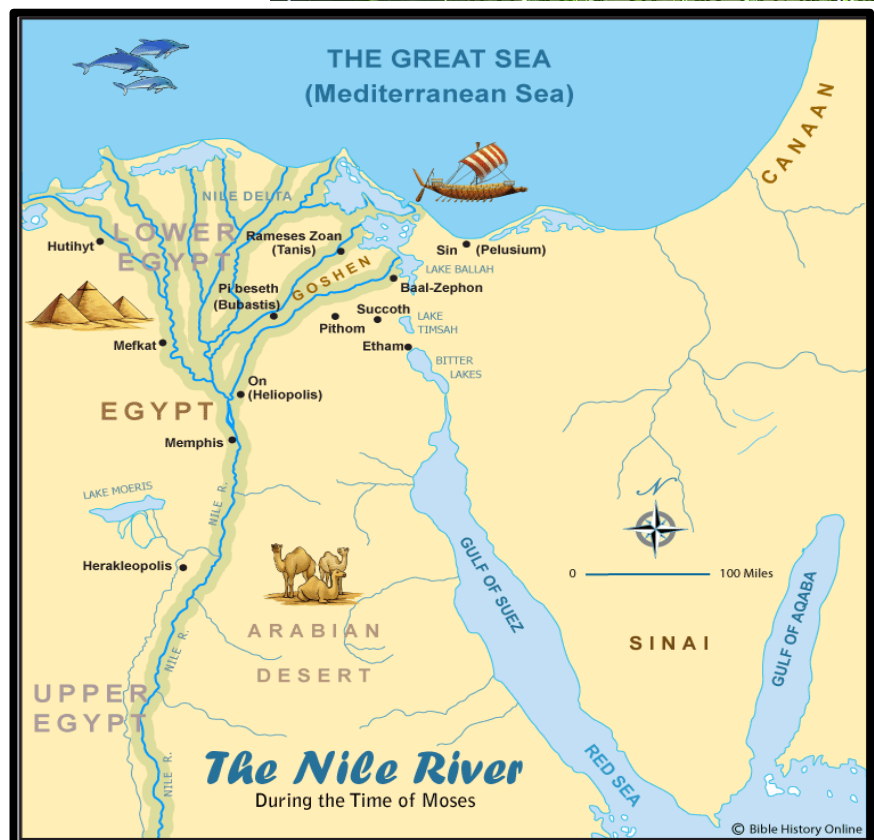 THE GREAT SEA
(Mediterranean Sea)
CANAAN
NILE DELTA
LOWER
EGYPT
Hutihyt
Rameses Zoan
(Tanis)
Sin (Pelusium)
GOSHEN
LAKE BALLAH
Baal-Zephon
Pi beseth
(Bubastis)
Succoth
Pithom
LAKE
TIMSAH
Etham
Mefkat
BITTER
LAKES
On
(Heliopolis)
EGYPT
Memphis
LAKE MOERIS
NILE R.
N
GULF OF SUEZ
Herakleopolis
0 100 Miles
GULF OF AQABA
ARABIAN
DESERT
SINAI
NILE R.
UPPER
EGYPT
NILE R.
RED SEA
The Nile River
During the Time of Moses
© Bible History Online